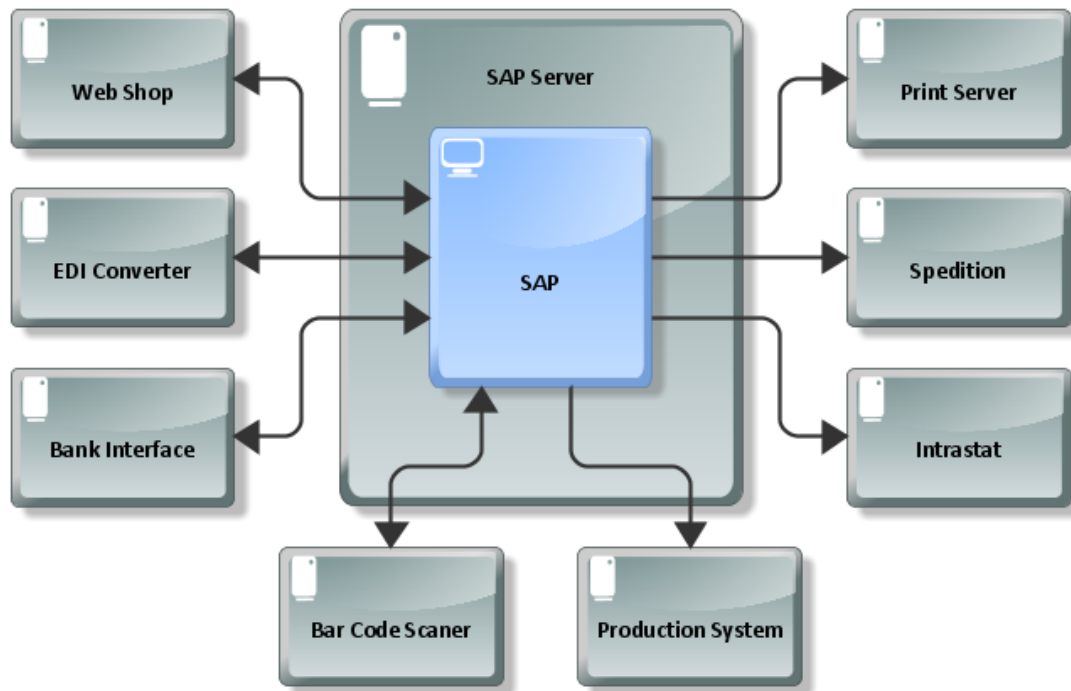 Web Shop
SAP Server
Print Server
EDI Converter
SAP
Spedition
Bank Interface
Intrastat
Bar Code Scaner
Production System